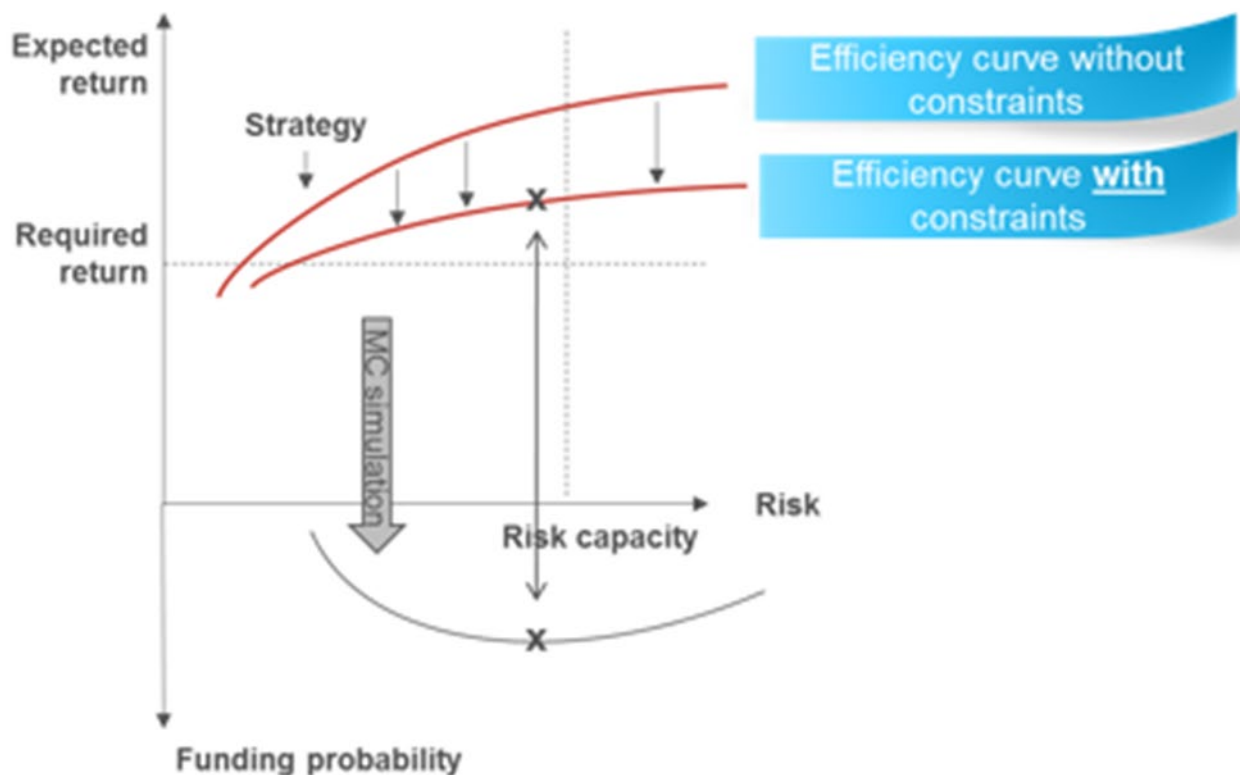 Expected
return
Efficiency curve without
constraints
Strategy
Efficiency curve with
constraints
x
Required
return
MC simulation
Risk
Risk capacity
x
Funding probability